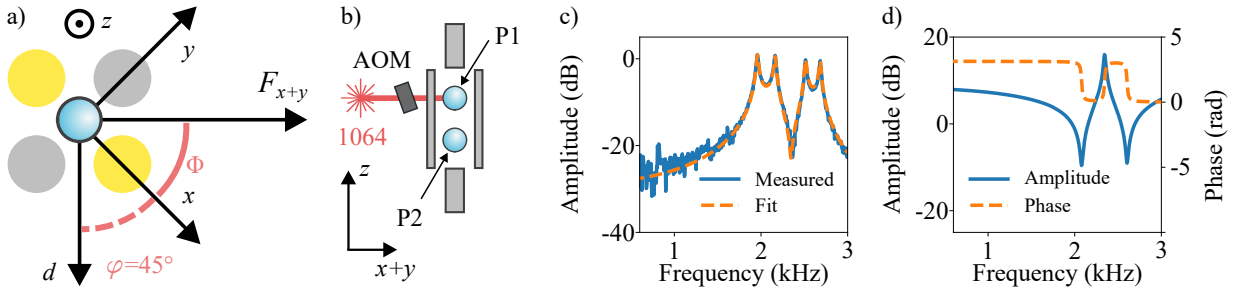 a)
z
y
F_{x+y}
Φ
x
d
φ=45°
b)
P1
AOM
1064
P2
z
x+y
c)
Amplitude (dB)
0
-20
-40
Measured
Fit
1 2 3
Frequency (kHz)
d)
Amplitude (dB)
20
0
-20
Amplitude
Phase
1 2 3
Frequency (kHz)
5
0
-5
Phase (rad)